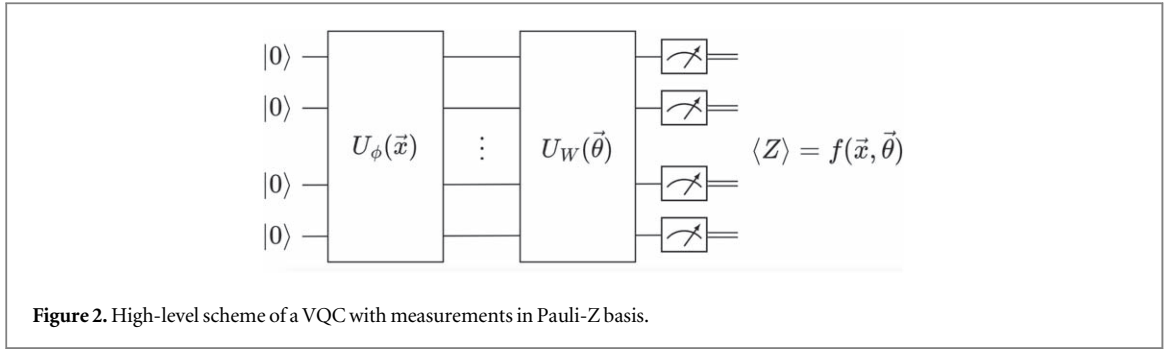 |0⟩
|0⟩
U_ϕ(x⃗) ⋮ U_W(θ⃗) ⟨Z⟩ = f(x⃗, θ⃗)
|0⟩
|0⟩
Figure 2. High-level scheme of a VQC with measurements in Pauli-Z basis.